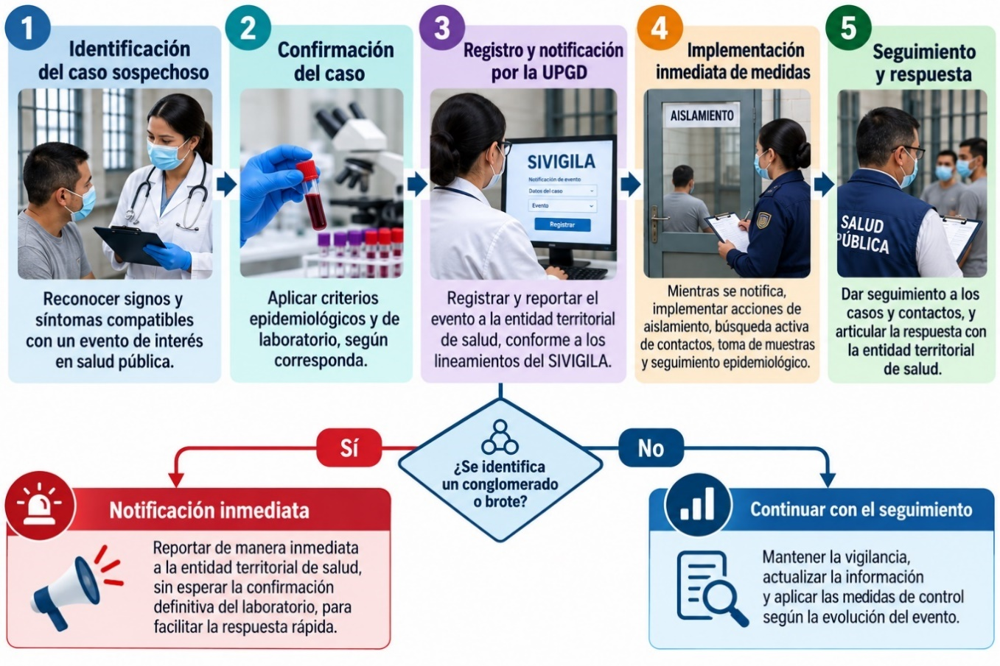 1
Identificación
del caso sospechoso
Reconocer signos y
síntomas compatibles
con un evento de interés
en salud pública.
2
Confirmación
del caso
Aplicar criterios
epidemiológicos y de
laboratorio, según
corresponda.
3
Registro y notificación
por la UPGD
SIVIGILA
Notificación de evento
Datos del caso
Evento
Registrar
Registrar y reportar el
evento a la entidad territorial
de salud, conforme a los
lineamientos del SIVIGILA.
4
Implementación
inmediata de medidas
AISLAMIENTO
Mientras se notifica,
implementar acciones de
aislamiento, búsqueda activa
de contactos, toma de muestras
y seguimiento epidemiológico.
5
Seguimiento
y respuesta
SALUD
PÚBLICA
Dar seguimiento a los
casos y contactos, y
articular la respuesta con
la entidad territorial
de salud.
¿Se identifica
un conglomerado
o brote?
Sí
No
Notificación inmediata
Reportar de manera inmediata
a la entidad territorial de salud,
sin esperar la confirmación
definitiva del laboratorio, para
facilitar la respuesta rápida.
Continuar con el seguimiento
Mantener la vigilancia,
actualizar la información
y aplicar las medidas de control
según la evolución del evento.